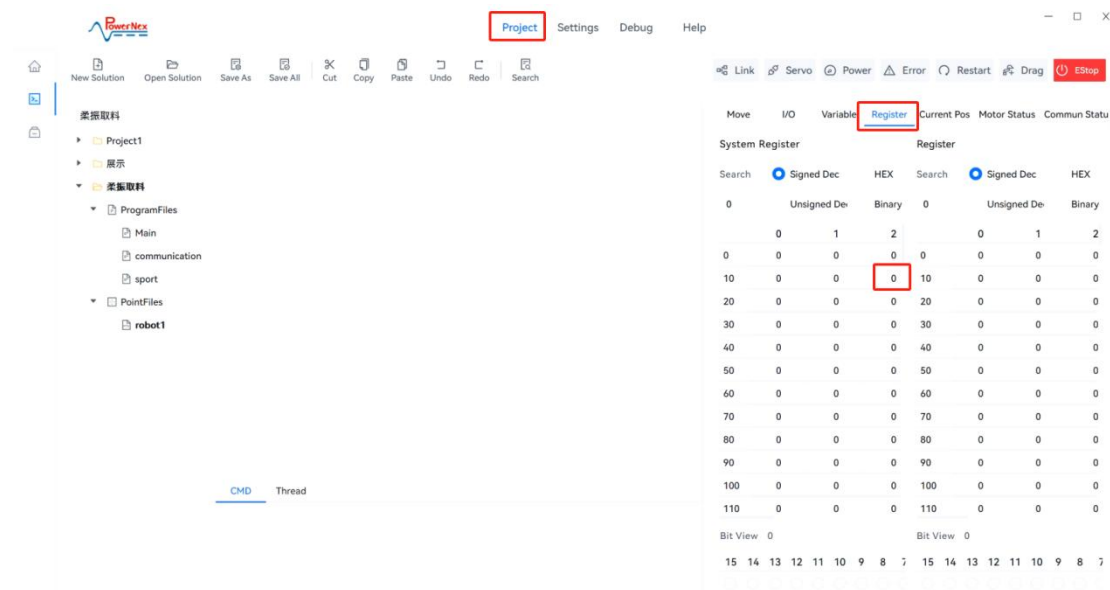 PowerNex
Project Settings Debug Help
New Solution Open Solution Save As Save All Cut Copy Paste Undo Redo Search
Link Servo Power Error Restart Drag EStop
柔振取料
Project1
展示
柔振取料
ProgramFiles
Main
communication
sport
PointFiles
robot1
CMD Thread
Move I/O Variable Register Current Pos Motor Status Commun Statu
System Register Register
Search Signed Dec HEX Search Signed Dec HEX
0 Unsigned De Binary 0 Unsigned De Binary
0 1 2 0 1 2
0 0 0 0 0 0 0 0
10 0 0 0 10 0 0 0
20 0 0 0 20 0 0 0
30 0 0 0 30 0 0 0
40 0 0 0 40 0 0 0
50 0 0 0 50 0 0 0
60 0 0 0 60 0 0 0
70 0 0 0 70 0 0 0
80 0 0 0 80 0 0 0
90 0 0 0 90 0 0 0
100 0 0 0 100 0 0 0
110 0 0 0 110 0 0 0
Bit View 0 Bit View 0
15 14 13 12 11 10 9 8 7 15 14 13 12 11 10 9 8 7